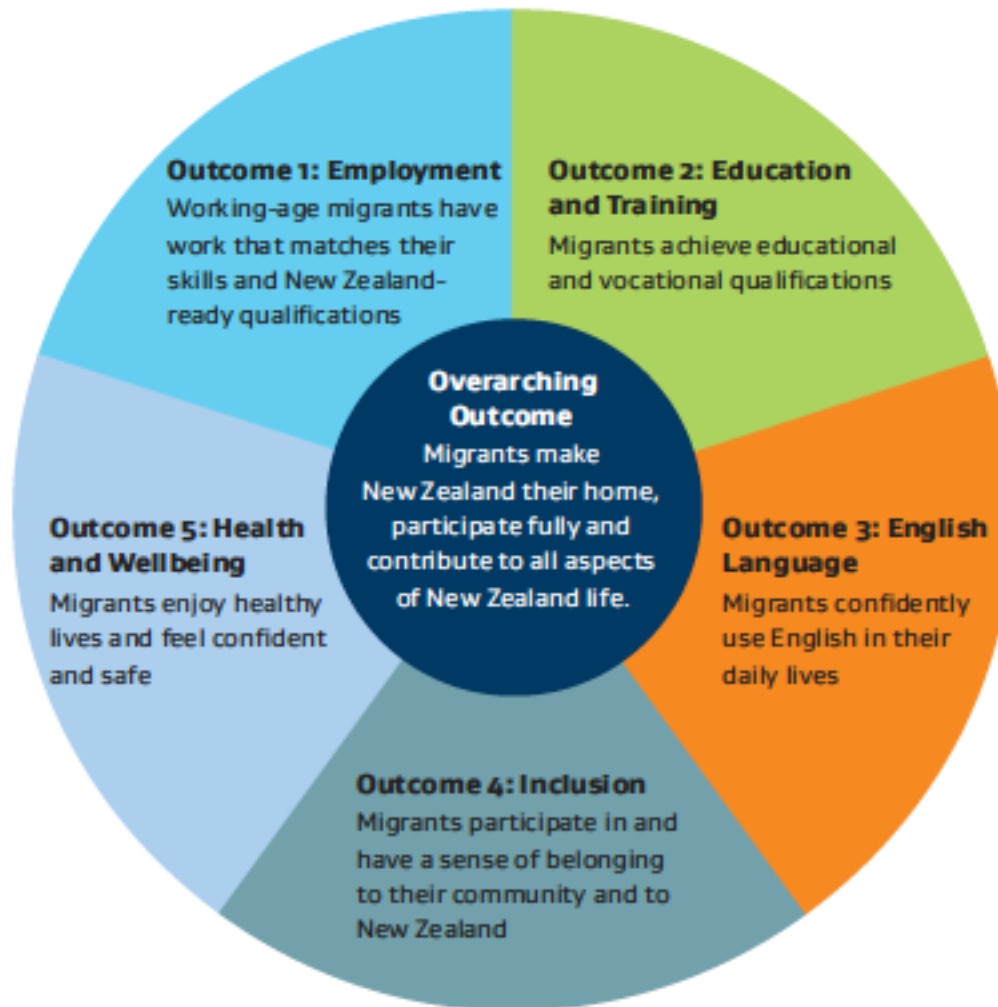 Outcome 1: Employment
Working-age migrants have
work that matches their
skills and New Zealand-
ready qualifications
Outcome 2: Education
and Training
Migrants achieve educational
and vocational qualifications
Overarching
Outcome
Migrants make
New Zealand their home,
participate fully and
contribute to all aspects
of New Zealand life.
Outcome 3: English
Language
Migrants confidently
use English in their
daily lives
Outcome 4: Inclusion
Migrants participate in and
have a sense of belonging
to their community and to
New Zealand
Outcome 5: Health
and Wellbeing
Migrants enjoy healthy
lives and feel confident
and safe